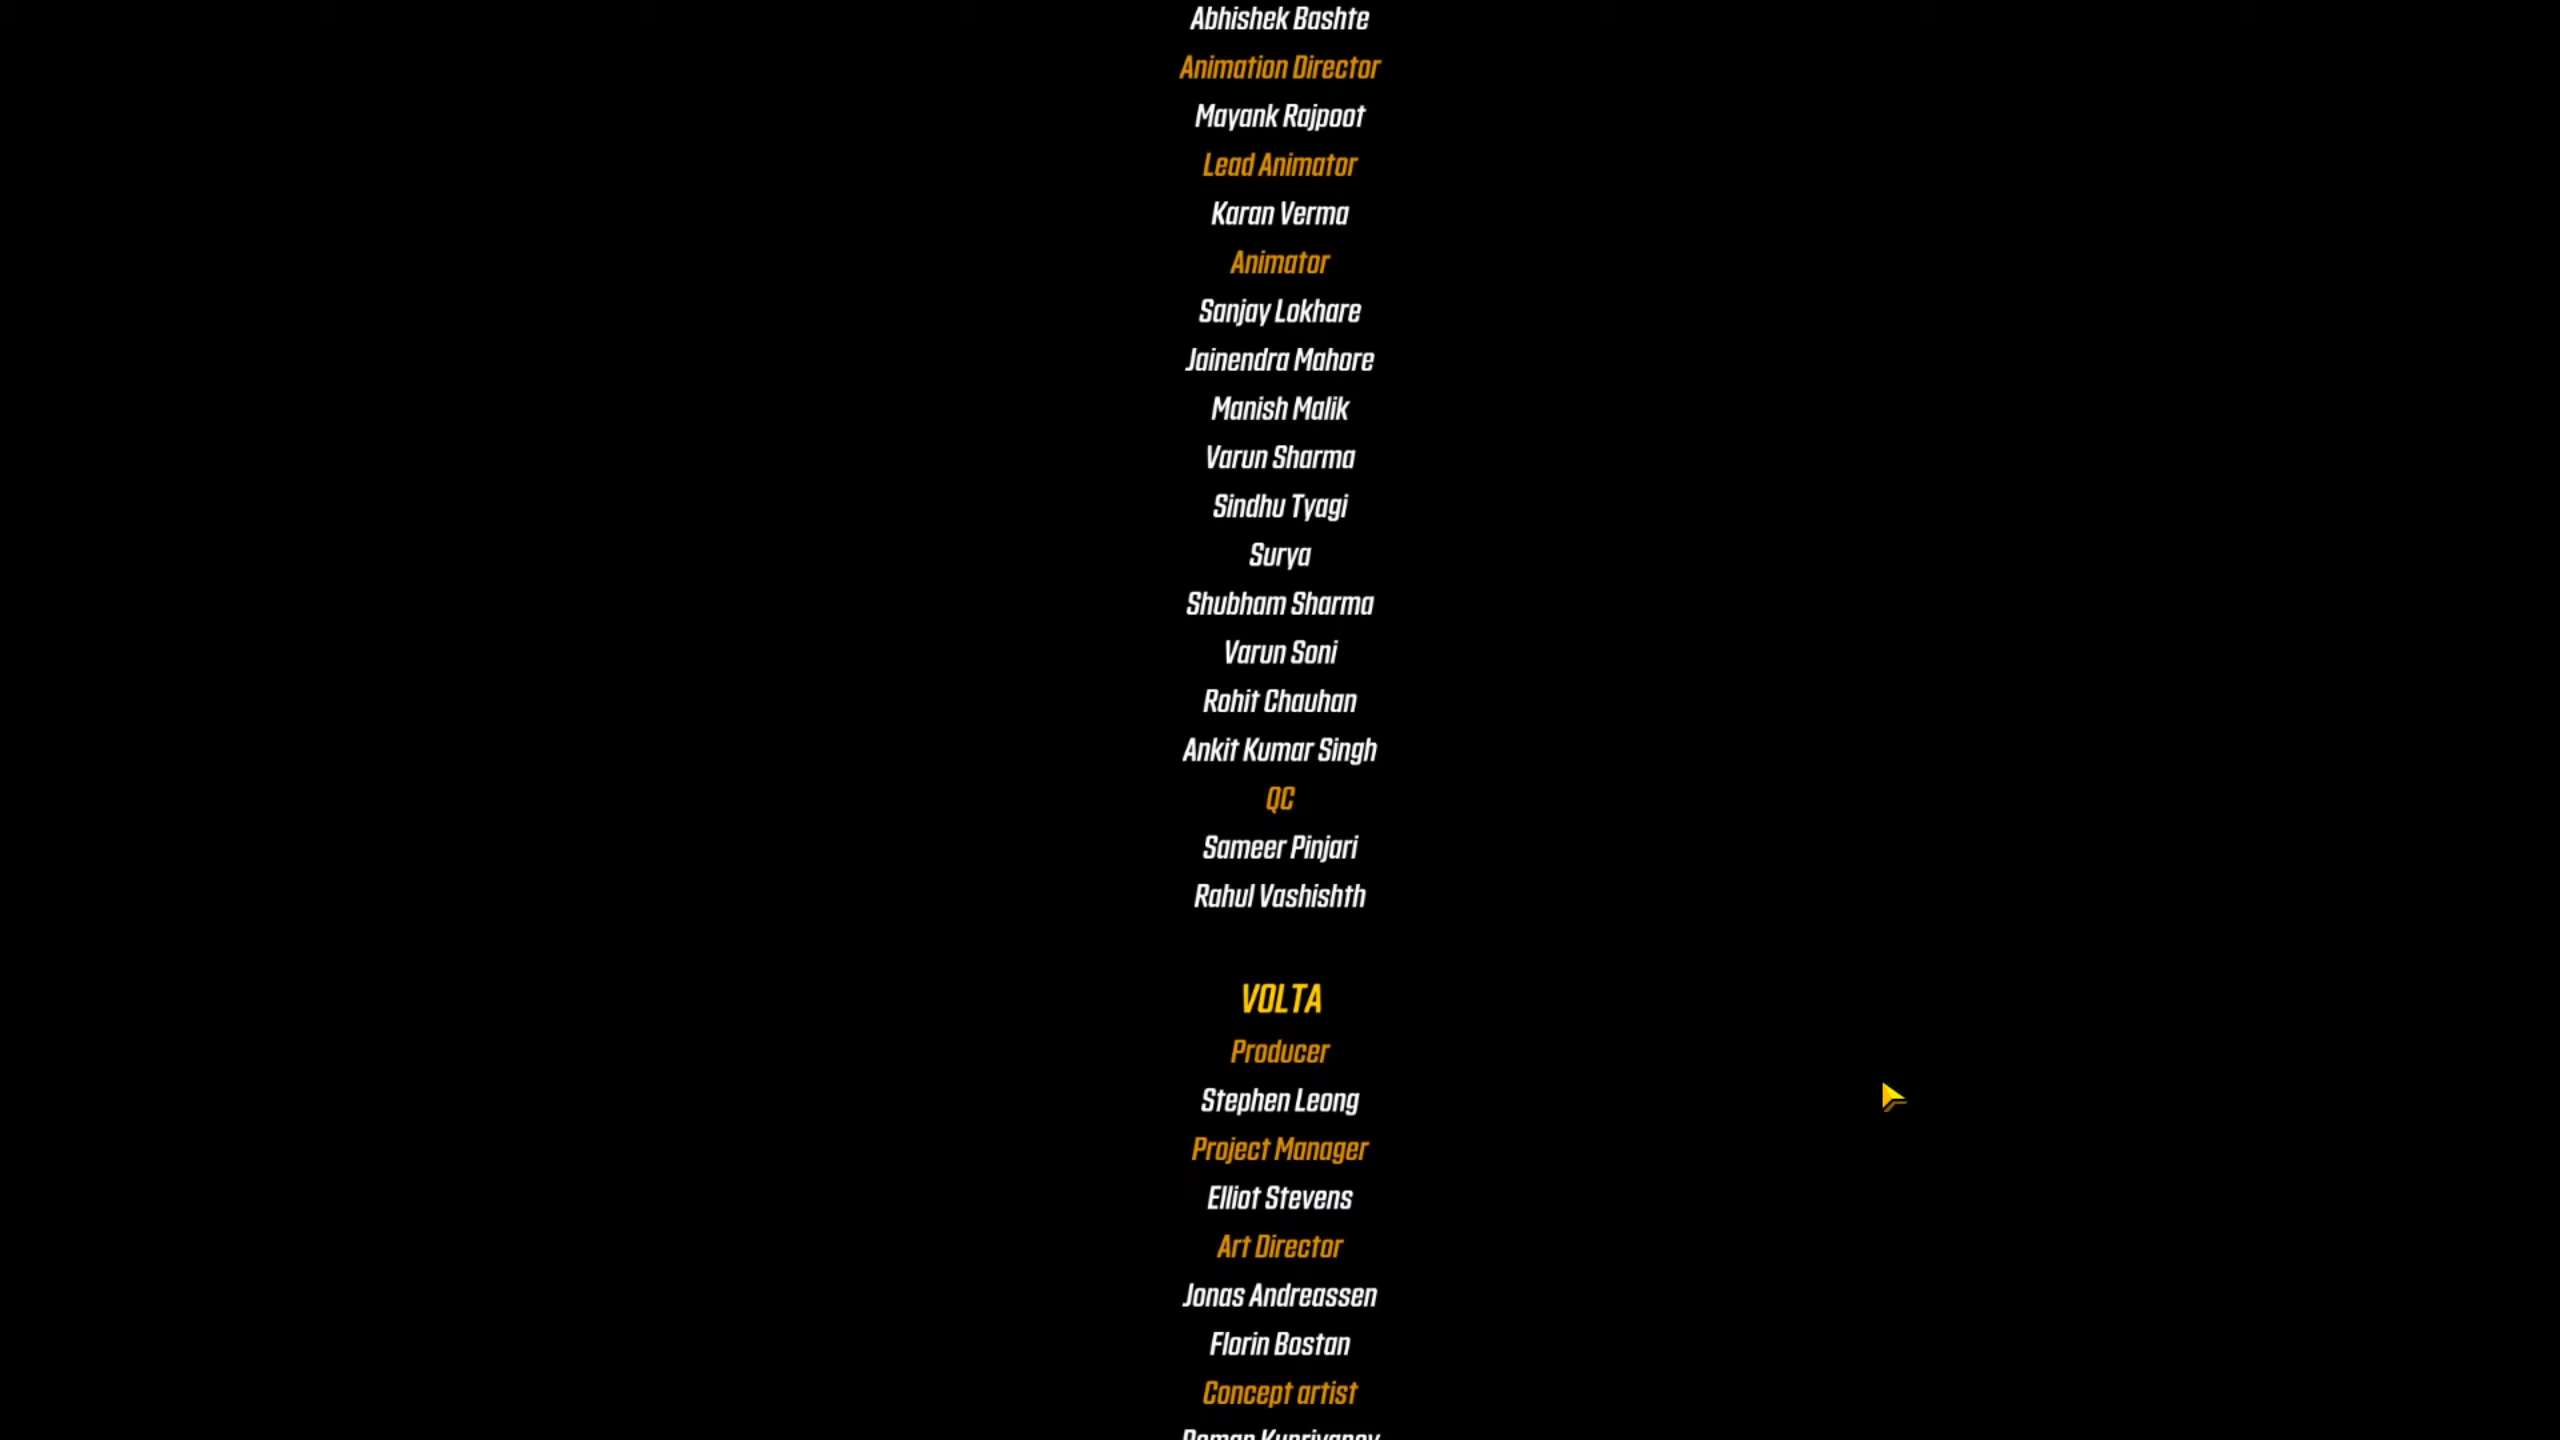 Abhishek Bashte
Animation Director
Mayank Rajpoot
Lead Animator
Karan Verma
Animator
Sanjay Lokhare
Jainendra Mahore
Manish Malik
Varun Sharma
Sindhu Tyagi
Surya
Shubham Sharma
Varun Soni
Rohit Chauhan
Ankit Kumar Singh
QC
Sameer Pinjari
Rahul Vashishth
VOLTA
Producer
Stephen Leong
Project Manager
Elliot Stevens
Art Director
Jonas Andreassen
Florin Bostan
Concept artist